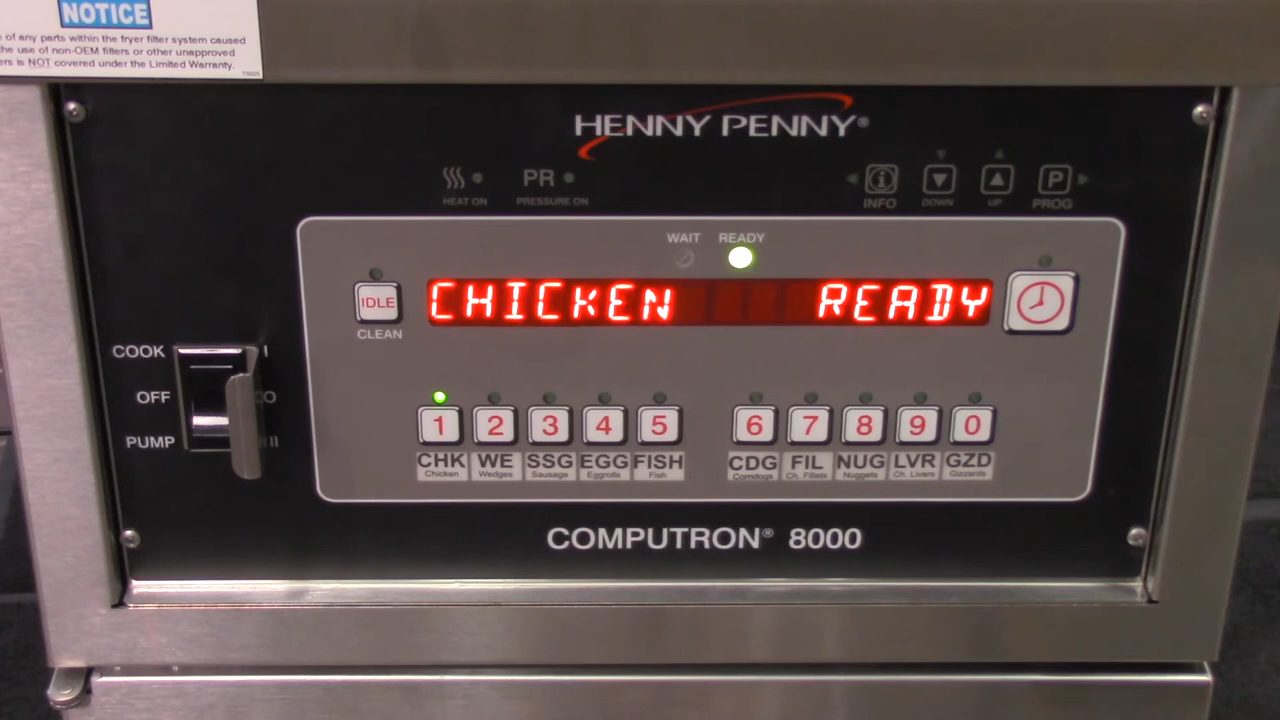 NOTICE
of any parts within the fryer filter system caused
the use of non-OEM filters or other unapproved
is NOT covered under the Limited Warranty.
HENNY PENNY®
HEAT ON
PR
PRESSURE ON
INFO
DOWN
UP
P
PROG
WAIT READY
IDLE
CLEAN
CHICKEN READY
COOK I
OFF O
PUMP II
1 2 3 4 5 6 7 8 9 0
CHK WE SSG EGG FISH CDG FIL NUG LVR GZD
Chicken Wedges Sausage Eggrolls Fish Corndogs Ch. Fillets Nuggets Ch. Livers Gizzards
COMPUTRON® 8000